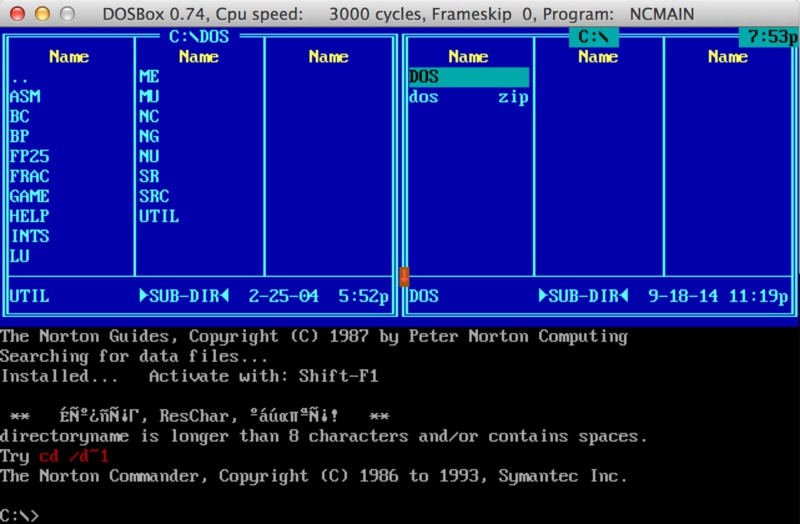 DOSBox 0.74, Cpu speed: 3000 cycles, Frameskip 0, Program: NCMAIN
C:\DOS
Name Name Name
.. ME
ASM MU
BC NC
BP NG
FP25 NU
FRAC SR
GAME SRC
HELP UTIL
INTS
LU
UTIL ►SUB-DIR◄ 2-25-04 5:52p
C:\ 7:53p
Name Name Name
DOS
dos zip
DOS ►SUB-DIR◄ 9-18-14 11:19p
The Norton Guides, Copyright (C) 1987 by Peter Norton Computing
Searching for data files...
Installed... Activate with: Shift-F1
** ÉÑº¿ñÑ¡Γ, ResChar, ºáúαπªÑ¡! **
directoryname is longer than 8 characters and/or contains spaces.
Try cd /d~1
The Norton Commander, Copyright (C) 1986 to 1993, Symantec Inc.
C:\>